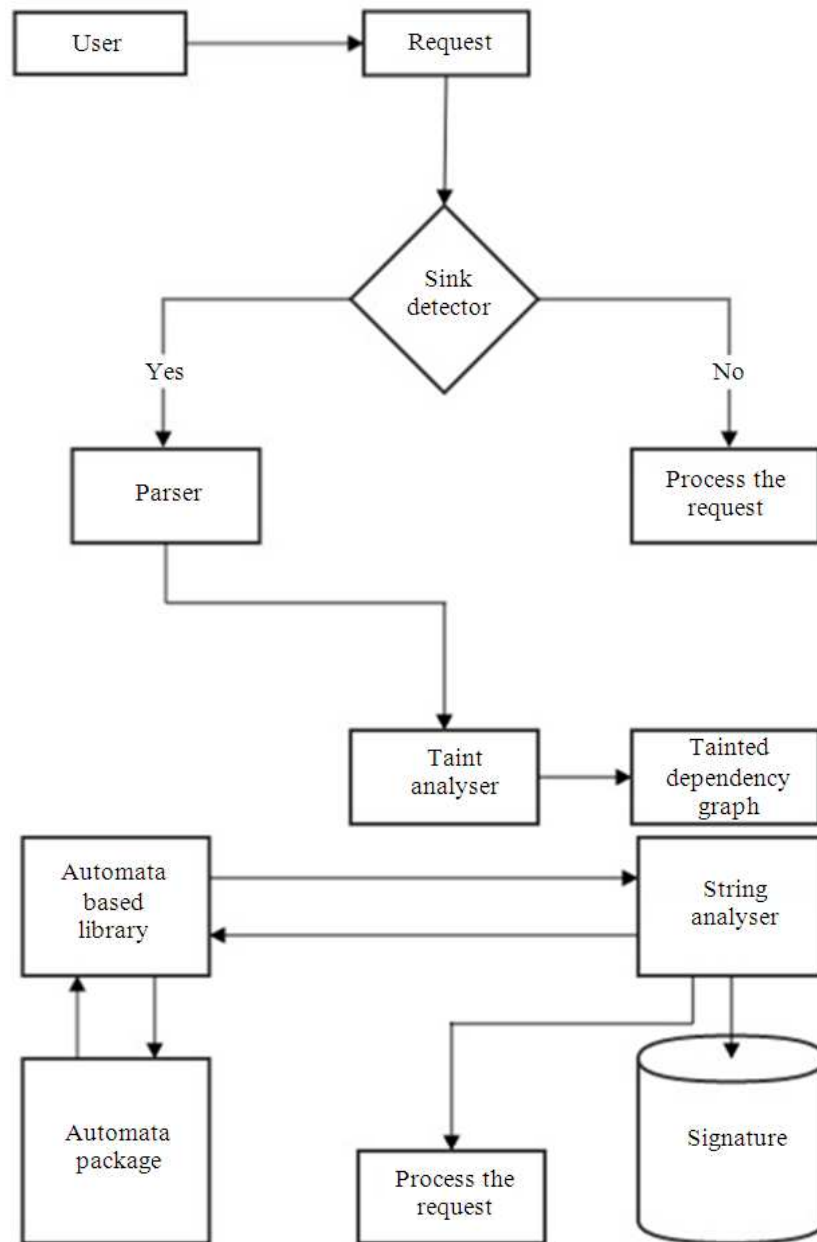 User
Request
Sink
detector
Yes
No
Parser
Process the
request
Taint
analyser
Tainted
dependency
graph
Automata
based
library
String
analyser
Automata
package
Process the
request
Signature